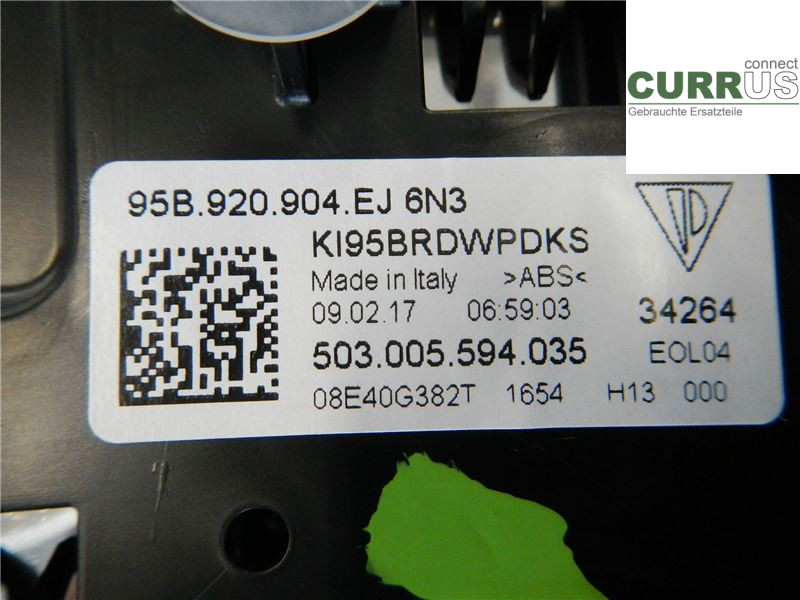 connect
CURRUS
Gebrauchte Ersatzteile
95B.920.904.EJ 6N3
KI95BRDWPDKS
Made in Italy >ABS<
09.02.17 06:59:03 34264
503.005.594.035 EOL04
08E40G382T 1654 H13 000